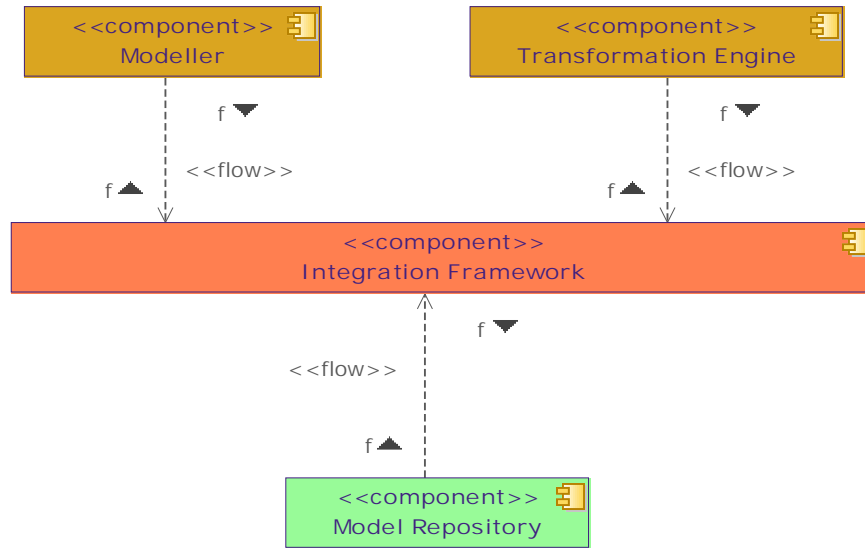 <<component>>
Modeller
<<component>>
Transformation Engine
f
f
<<flow>>
<<flow>>
f
f
<<component>>
Integration Framework
f
<<flow>>
f
<<component>>
Model Repository